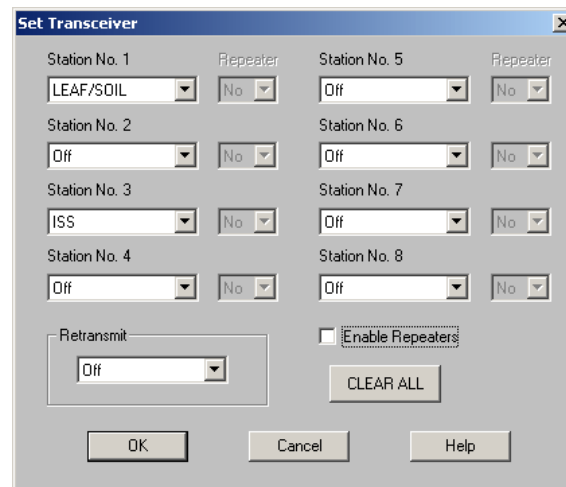 Set Transceiver
Station No. 1 Repeater Station No. 5 Repeater
LEAF/SOIL No Off No
Station No. 2 Station No. 6
Off No Off No
Station No. 3 Station No. 7
ISS No Off No
Station No. 4 Station No. 8
Off No Off No
Retransmit Enable Repeaters
Off CLEAR ALL
OK Cancel Help